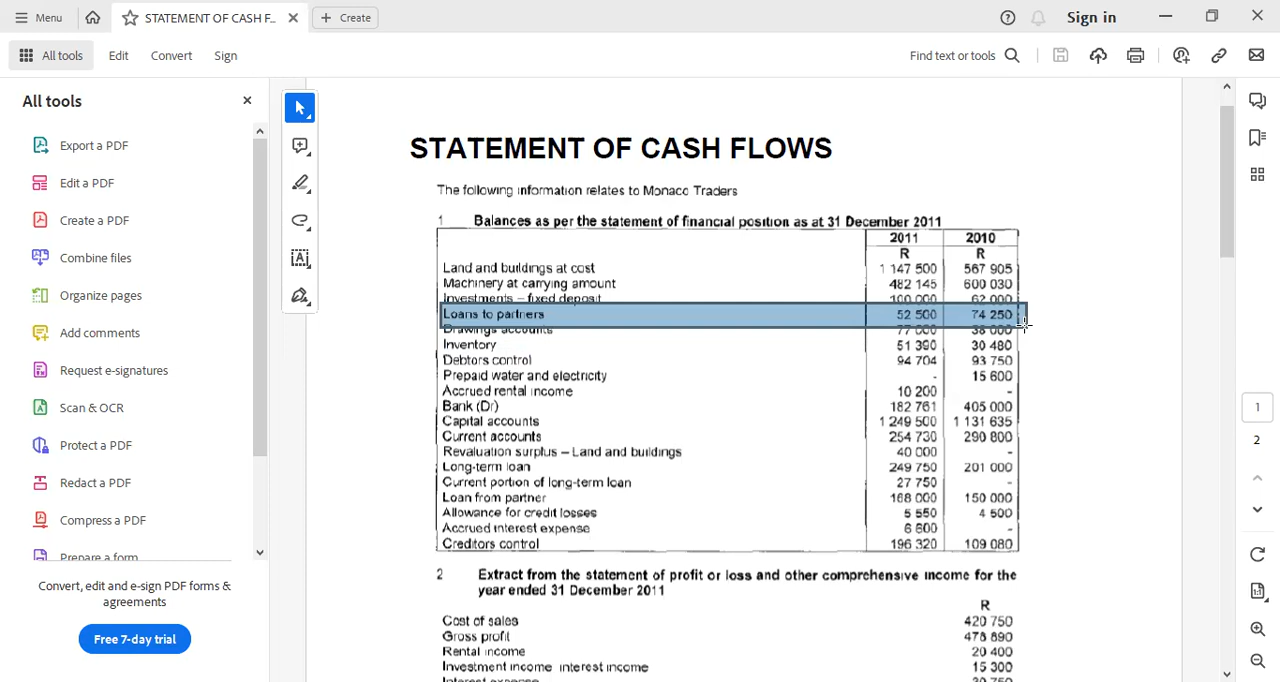 Menu
STATEMENT OF CASH F...
Create
Sign in
All tools
Edit
Convert
Sign
Find text or tools
All tools
Export a PDF
Edit a PDF
Create a PDF
Combine files
Organize pages
Add comments
Request e-signatures
Scan & OCR
Protect a PDF
Redact a PDF
Compress a PDF
Prepare a form
Convert, edit and e-sign PDF forms &
agreements
Free 7-day trial
STATEMENT OF CASH FLOWS
The following information relates to Monaco Traders
1 Balances as per the statement of financial position as at 31 December 2011
2011 2010
R R
Land and buildings at cost 1 147 500 567 905
Machinery at carrying amount 482 145 600 030
Investments – fixed deposit 100 000 62 000
Loans to partners 52 500 74 250
Drawings accounts 77 000 38 000
Inventory 51 390 30 480
Debtors control 94 704 93 750
Prepaid water and electricity - 15 600
Accrued rental income 10 200 -
Bank (Dr) 182 761 405 000
Capital accounts 1 249 500 1 131 635
Current accounts 254 730 290 800
Revaluation surplus – Land and buildings 40 000 -
Long-term loan 249 750 201 000
Current portion of long-term loan 27 750 -
Loan from partner 168 000 150 000
Allowance for credit losses 5 550 4 500
Accrued interest expense 6 600 -
Creditors control 196 320 109 080
2 Extract from the statement of profit or loss and other comprehensive income for the
year ended 31 December 2011
R
Cost of sales 420 750
Gross profit 478 890
Rental income 20 400
Investment income interest income 15 300
Interest expense 30 750
1
2